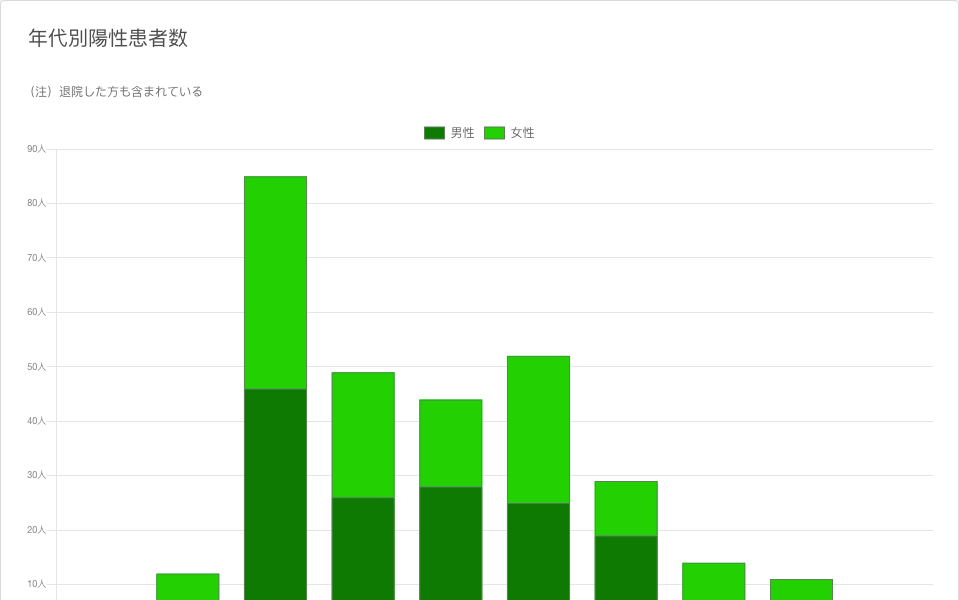 年代別陽性患者数
（注）退院した方も含まれている
男性 女性
90人
80人
70人
60人
50人
40人
30人
20人
10人